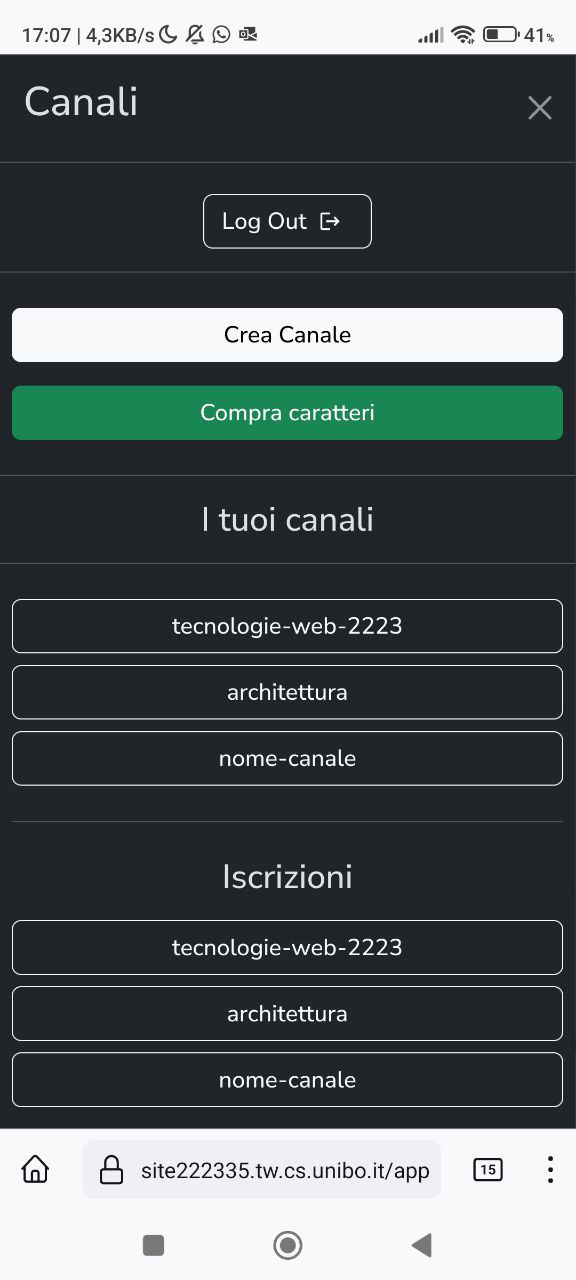 17:07 | 4,3KB/s 41%
Canali
Log Out
Crea Canale
Compra caratteri
I tuoi canali
tecnologie-web-2223
architettura
nome-canale
Iscrizioni
tecnologie-web-2223
architettura
nome-canale
site222335.tw.cs.unibo.it/app 15